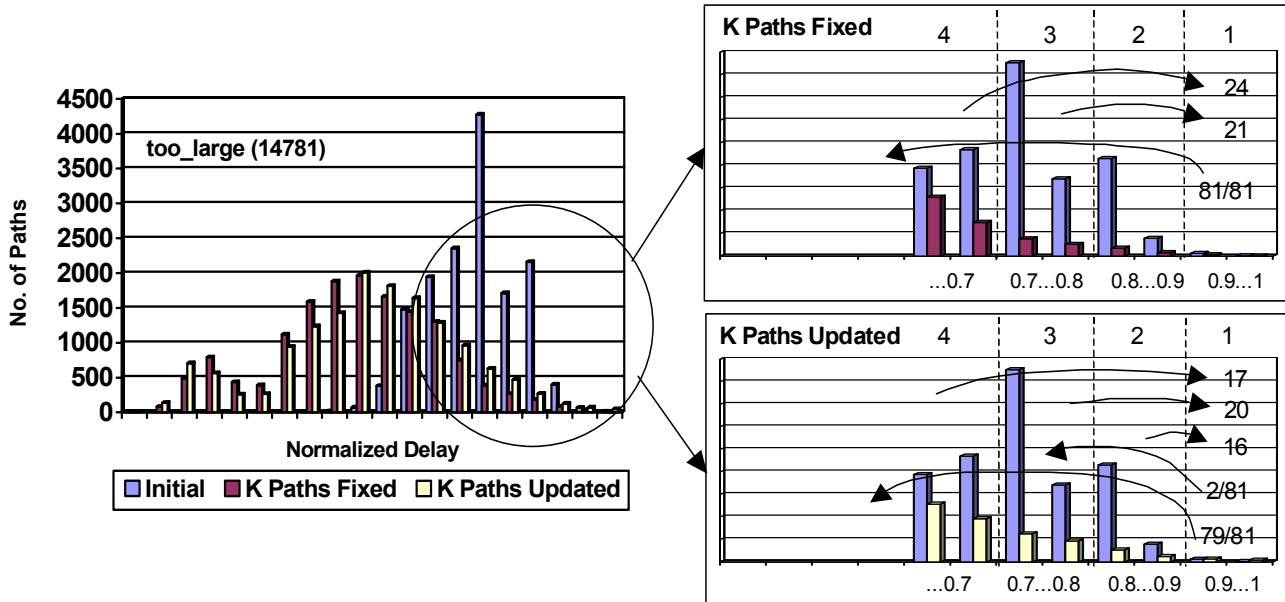 4500
4000
3500
3000
2500
2000
1500
1000
500
0
No. of Paths
too_large (14781)
Normalized Delay
Initial K Paths Fixed K Paths Updated
K Paths Fixed
4 3 2 1
24
21
81/81
...0.7 0.7...0.8 0.8...0.9 0.9...1
K Paths Updated
4 3 2 1
17
20
16
2/81
79/81
...0.7 0.7...0.8 0.8...0.9 0.9...1